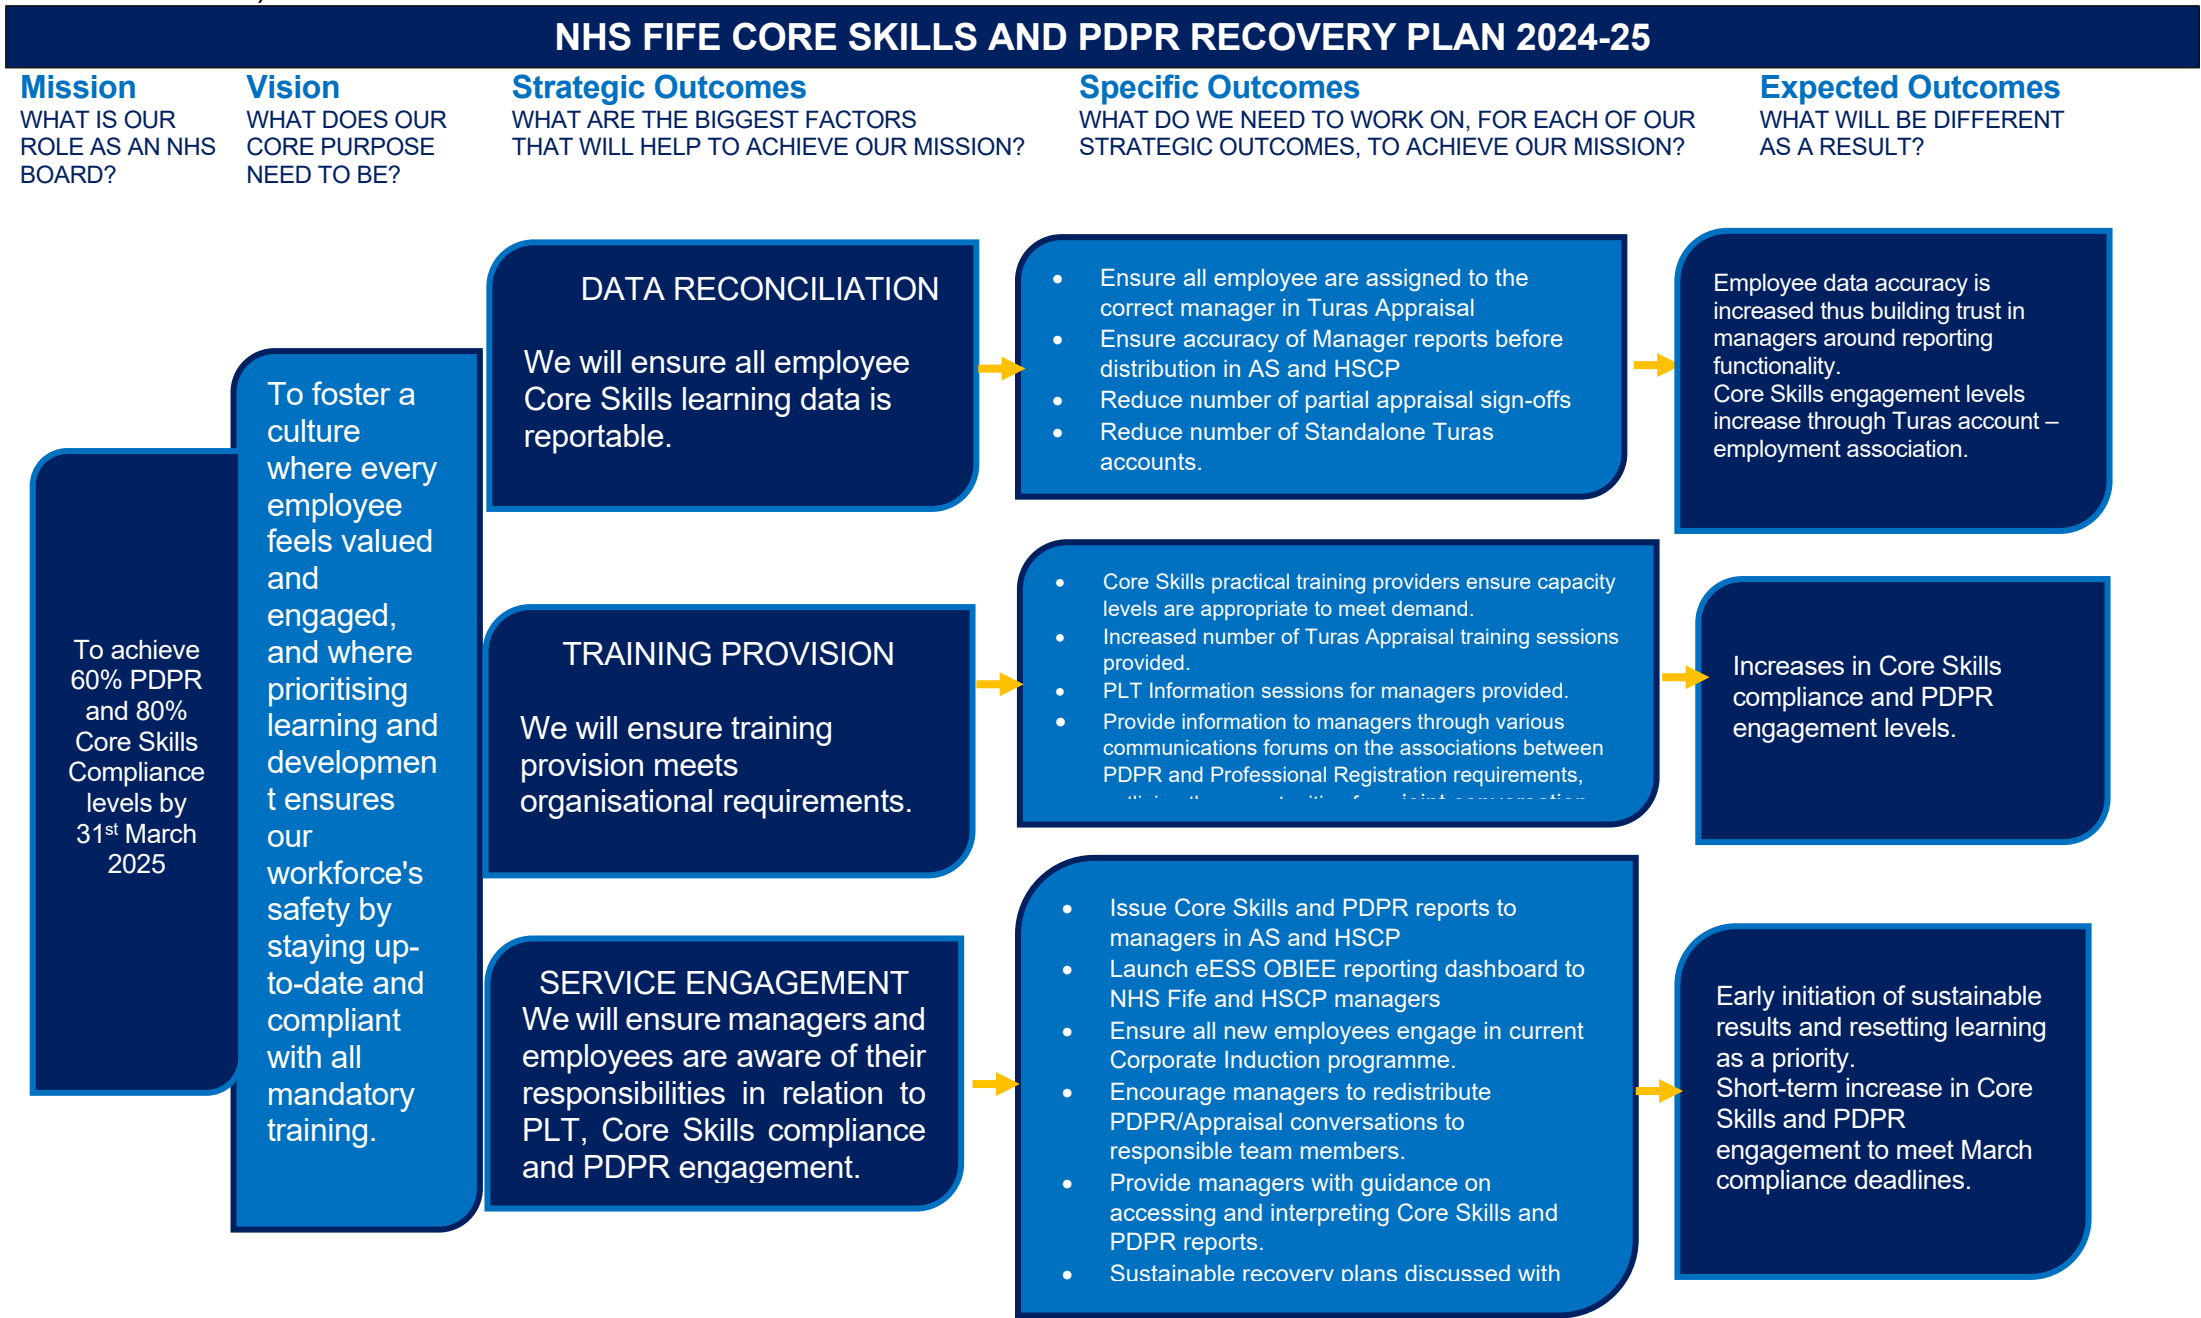 NHS FIFE CORE SKILLS AND PDPR RECOVERY PLAN 2024-25
Mission
WHAT IS OUR
ROLE AS AN NHS
BOARD?
Vision
WHAT DOES OUR
CORE PURPOSE
NEED TO BE?
Strategic Outcomes
WHAT ARE THE BIGGEST FACTORS
THAT WILL HELP TO ACHIEVE OUR MISSION?
Specific Outcomes
WHAT DO WE NEED TO WORK ON, FOR EACH OF OUR
STRATEGIC OUTCOMES, TO ACHIEVE OUR MISSION?
Expected Outcomes
WHAT WILL BE DIFFERENT
AS A RESULT?
To achieve
60% PDPR
and 80%
Core Skills
Compliance
levels by
31st March
2025
To foster a
culture
where every
employee
feels valued
and
engaged,
and where
prioritising
learning and
developmen
t ensures
our
workforce's
safety by
staying up-
to-date and
compliant
with all
mandatory
training.
DATA RECONCILIATION
We will ensure all employee
Core Skills learning data is
reportable.
• Ensure all employee are assigned to the
correct manager in Turas Appraisal
• Ensure accuracy of Manager reports before
distribution in AS and HSCP
• Reduce number of partial appraisal sign-offs
• Reduce number of Standalone Turas
accounts.
Employee data accuracy is
increased thus building trust in
managers around reporting
functionality.
Core Skills engagement levels
increase through Turas account –
employment association.
TRAINING PROVISION
We will ensure training
provision meets
organisational requirements.
• Core Skills practical training providers ensure capacity
levels are appropriate to meet demand.
• Increased number of Turas Appraisal training sessions
provided.
• PLT Information sessions for managers provided.
• Provide information to managers through various
communications forums on the associations between
PDPR and Professional Registration requirements,
joint conversation
Increases in Core Skills
compliance and PDPR
engagement levels.
SERVICE ENGAGEMENT
We will ensure managers and
employees are aware of their
responsibilities in relation to
PLT, Core Skills compliance
and PDPR engagement.
• Issue Core Skills and PDPR reports to
managers in AS and HSCP
• Launch eESS OBIEE reporting dashboard to
NHS Fife and HSCP managers
• Ensure all new employees engage in current
Corporate Induction programme.
• Encourage managers to redistribute
PDPR/Appraisal conversations to
responsible team members.
• Provide managers with guidance on
accessing and interpreting Core Skills and
PDPR reports.
• Sustainable recovery plans discussed with
Early initiation of sustainable
results and resetting learning
as a priority.
Short-term increase in Core
Skills and PDPR
engagement to meet March
compliance deadlines.